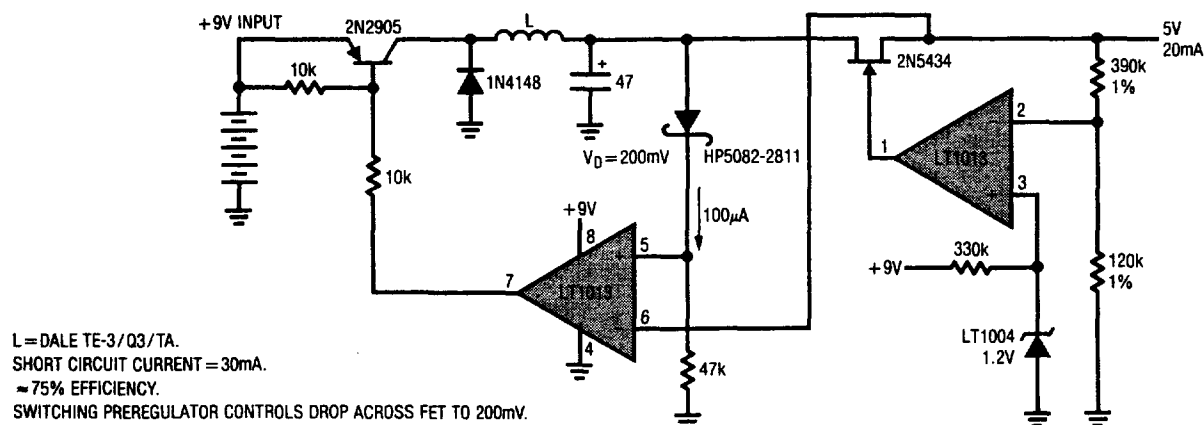 +9V INPUT
2N2905
L
10k
1N4148
+
47
2N5434
5V
20mA
390k
1%
2
1
LT1013
3
+
V_D = 200mV
HP5082-2811
10k
100µA
+9V
8
5
+
7
LT1013
6
4
+9V
330k
120k
1%
LT1004
1.2V
47k
L = DALE TE-3/Q3/TA.
SHORT CIRCUIT CURRENT = 30mA.
≈ 75% EFFICIENCY.
SWITCHING PREREGULATOR CONTROLS DROP ACROSS FET TO 200mV.